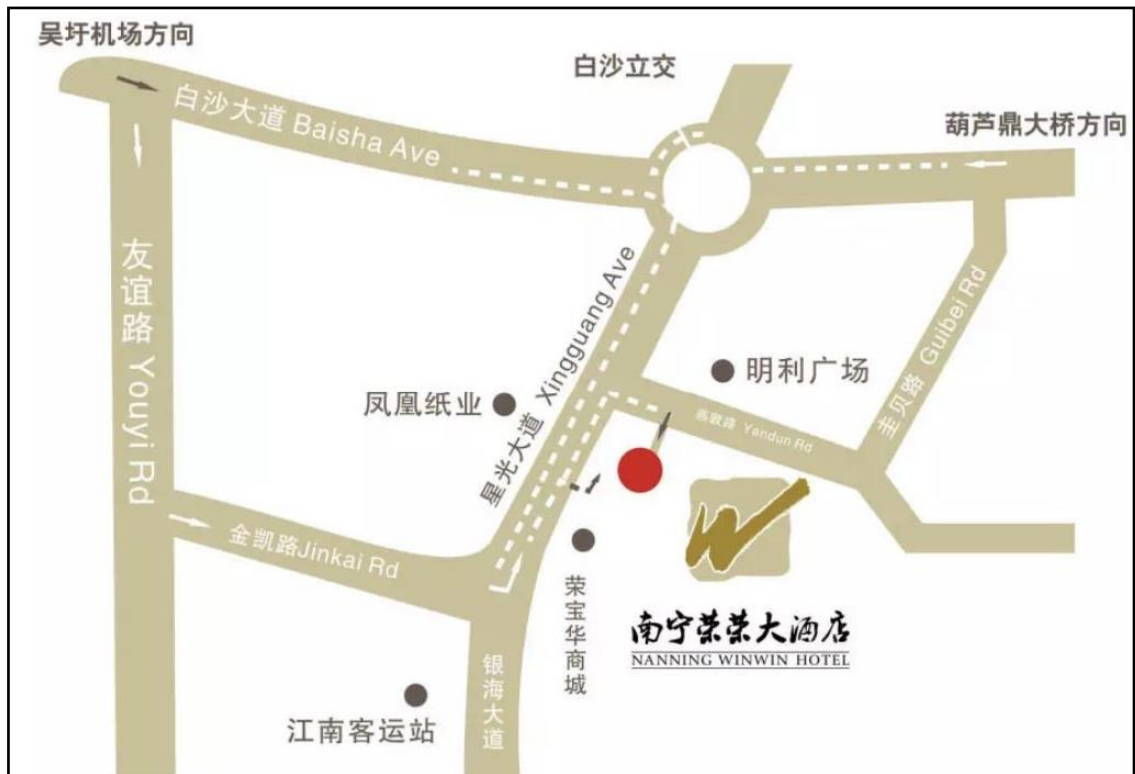 吴圩机场方向
白沙立交
葫芦鼎大桥方向
白沙大道 Baisha Ave
友谊路 Youyi Rd
星光大道 Xingguang Ave
圭贝路 Guibei Rd
明利广场
凤凰纸业
燕敦路 Yandun Rd
金凯路Jinkai Rd
荣宝华商城
南宁荣荣大酒店
NANNING WINWIN HOTEL
银海大道
江南客运站